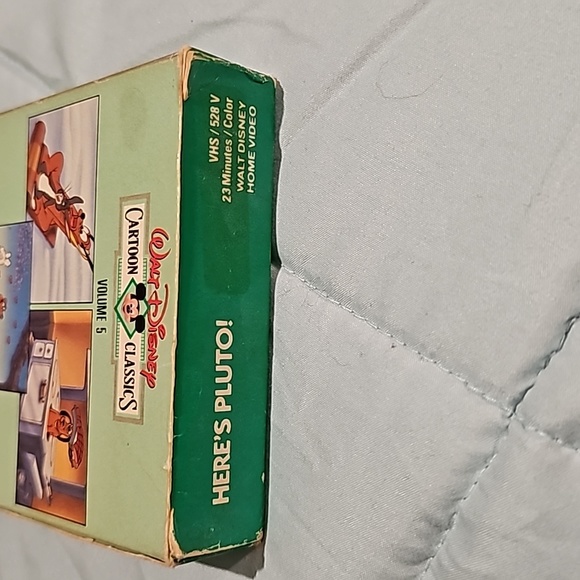 WALT DISNEY
CARTOON CLASSICS
VOLUME 5
HERE'S PLUTO!
VHS / 528 V
23 Minutes / Color
WALT DISNEY
HOME VIDEO